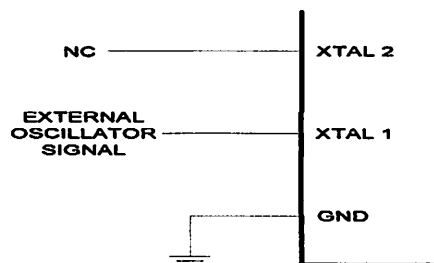 NC
XTAL 2
EXTERNAL
OSCILLATOR
SIGNAL
XTAL 1
GND